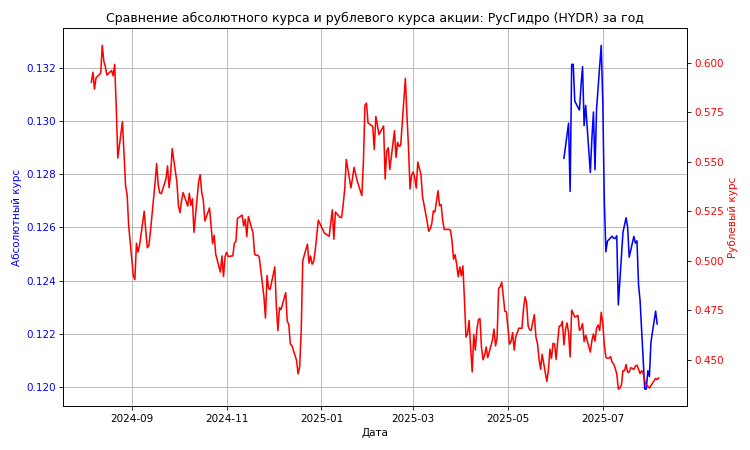 Сравнение абсолютного курса и рублевого курса акции: РусГидро (HYDR) за год
0.132
0.130
0.128
0.126
0.124
0.122
0.120
Абсолютный курс
0.600
0.575
0.550
0.525
0.500
0.475
0.450
Рублевый курс
2024-09 2024-11 2025-01 2025-03 2025-05 2025-07
Дата